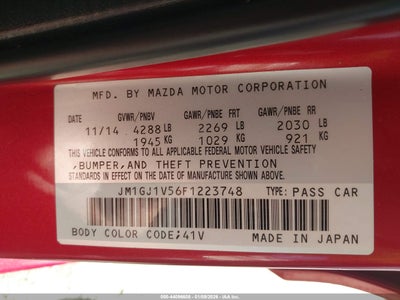 MFD. BY MAZDA MOTOR CORPORATION
DATE GVWR/PNBV GAWR/PNBE FRT GAWR/PNBE RR
11/14 4288 LB 2269 LB 2030 LB
1945 KG 1029 KG 921 KG
THIS VEHICLE CONFORMS TO ALL APPLICABLE FEDERAL MOTOR VEHICLE SAFETY
,BUMPER,AND THEFT PREVENTION
STANDARDS IN EFFECT ON THE DATE OF MANUFACTURE SHOWN ABOVE.
JM1GJ1V56F1223748 TYPE:PASS CAR
BODY COLOR CODE;41V MADE IN JAPAN